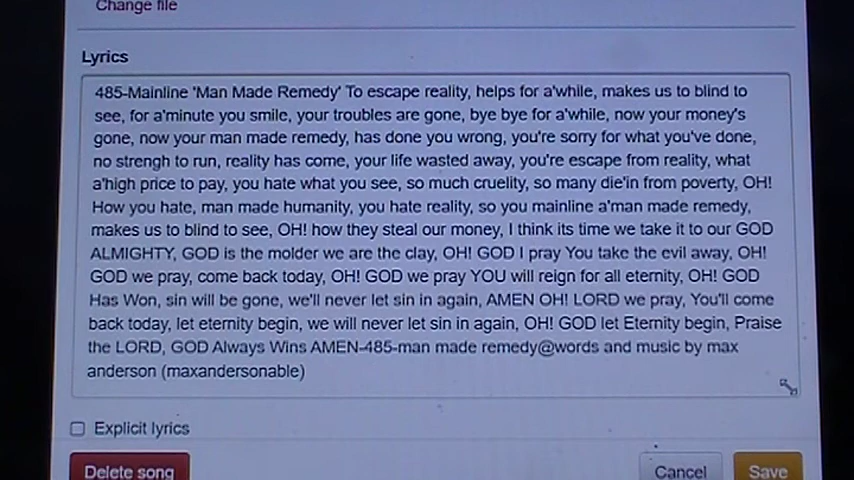 Change file
Lyrics
485-Mainline 'Man Made Remedy' To escape reality, helps for a'while, makes us to blind to
see, for a'minute you smile, your troubles are gone, bye bye for a'while, now your money's
gone, now your man made remedy, has done you wrong, you're sorry for what you've done,
no strengh to run, reality has come, your life wasted away, you're escape from reality, what
a'high price to pay, you hate what you see, so much cruelity, so many die'in from poverty, OH!
How you hate, man made humanity, you hate reality, so you mainline a'man made remedy,
makes us to blind to see, OH! how they steal our money, I think its time we take it to our GOD
ALMIGHTY, GOD is the molder we are the clay, OH! GOD I pray You take the evil away, OH!
GOD we pray, come back today, OH! GOD we pray YOU will reign for all eternity, OH! GOD
Has Won, sin will be gone, we'll never let sin in again, AMEN OH! LORD we pray, You'll come
back today, let eternity begin, we will never let sin in again, OH! GOD let Eternity begin, Praise
the LORD, GOD Always Wins AMEN-485-man made remedy@words and music by max
anderson (maxandersonable)
Explicit lyrics
Delete song
Cancel
Save